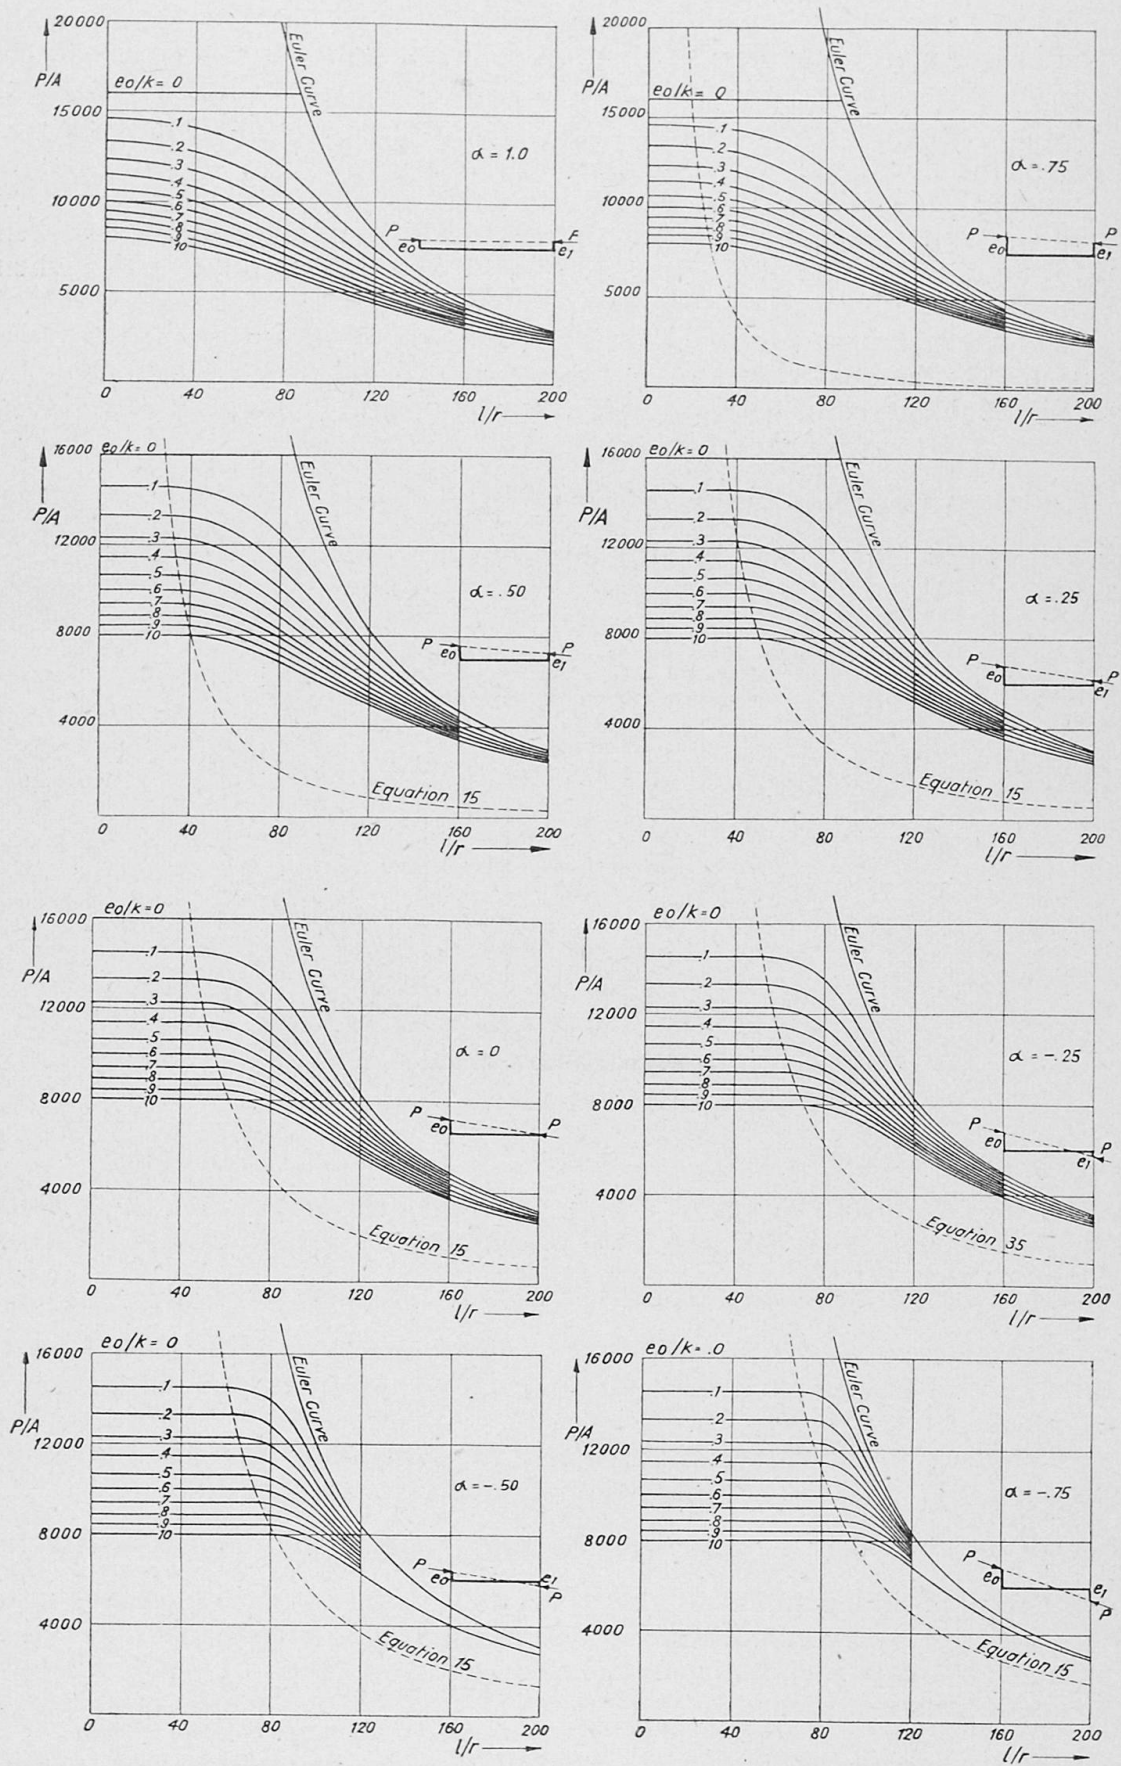 20000
P/A
eo/k= 0
15000
.1
.2
.3
.4
.5
.6
.7
.8
.9
10
10000
5000
Euler Curve
α = 1.0
P
eo
P
e1
0 40 80 120 160 200
l/r
20000
P/A
eo/k= 0
15000
.1
.2
.3
.4
.5
.6
.7
.8
.9
10
10000
5000
Euler Curve
α = .75
P
eo
P
e1
0 40 80 120 160 200
l/r
16000
eo/k=0
P/A
.1
.2
12000
.3
.4
.5
.6
.7
.8
.9
8000
10
4000
Euler Curve
α = .50
P
eo
P
e1
Equation 15
0 40 80 120 160 200
l/r
16000
eo/k=0
P/A
.1
.2
12000
.3
.4
.5
.6
.7
.8
.9
8000
10
4000
Euler Curve
α = .25
P
eo
P
e1
Equation 15
0 40 80 120 160 200
l/r
16000
eo/k=0
P/A
.1
.2
12000
.3
.4
.5
.6
.7
.8
.9
8000
10
4000
Euler Curve
α = 0
P
eo
P
Equation 15
0 40 80 120 160 200
l/r
16000
eo/k=0
P/A
.1
.2
12000
.3
.4
.5
.6
.7
.8
.9
8000
10
4000
Euler Curve
α = -.25
P
eo
P
e1
Equation 35
0 40 80 120 160 200
l/r
16000
eo/k= 0
P/A
.1
.2
12000
.3
.4
.5
.6
.7
.8
.9
8000
10
4000
Euler Curve
α = -.50
P
eo
e1
P
Equation 15
0 40 80 120 160 200
l/r
16000
eo/k= .0
P/A
.1
.2
12000
.3
.4
.5
.6
.7
.8
.9
8000
10
4000
Euler Curve
α = -.75
P
eo
e1
P
Equation 15
0 40 80 120 160 200
l/r